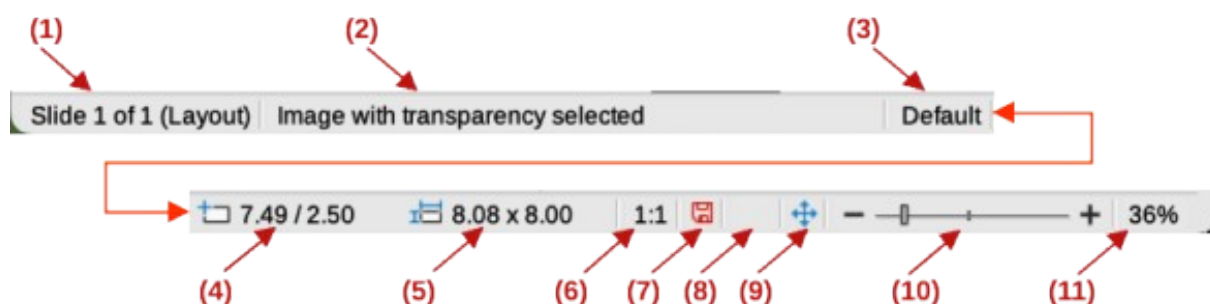 (1) (2) (3)
Slide 1 of 1 (Layout) Image with transparency selected Default
7.49 / 2.50 8.08 x 8.00 1:1 36%
(4) (5) (6) (7) (8) (9) (10) (11)